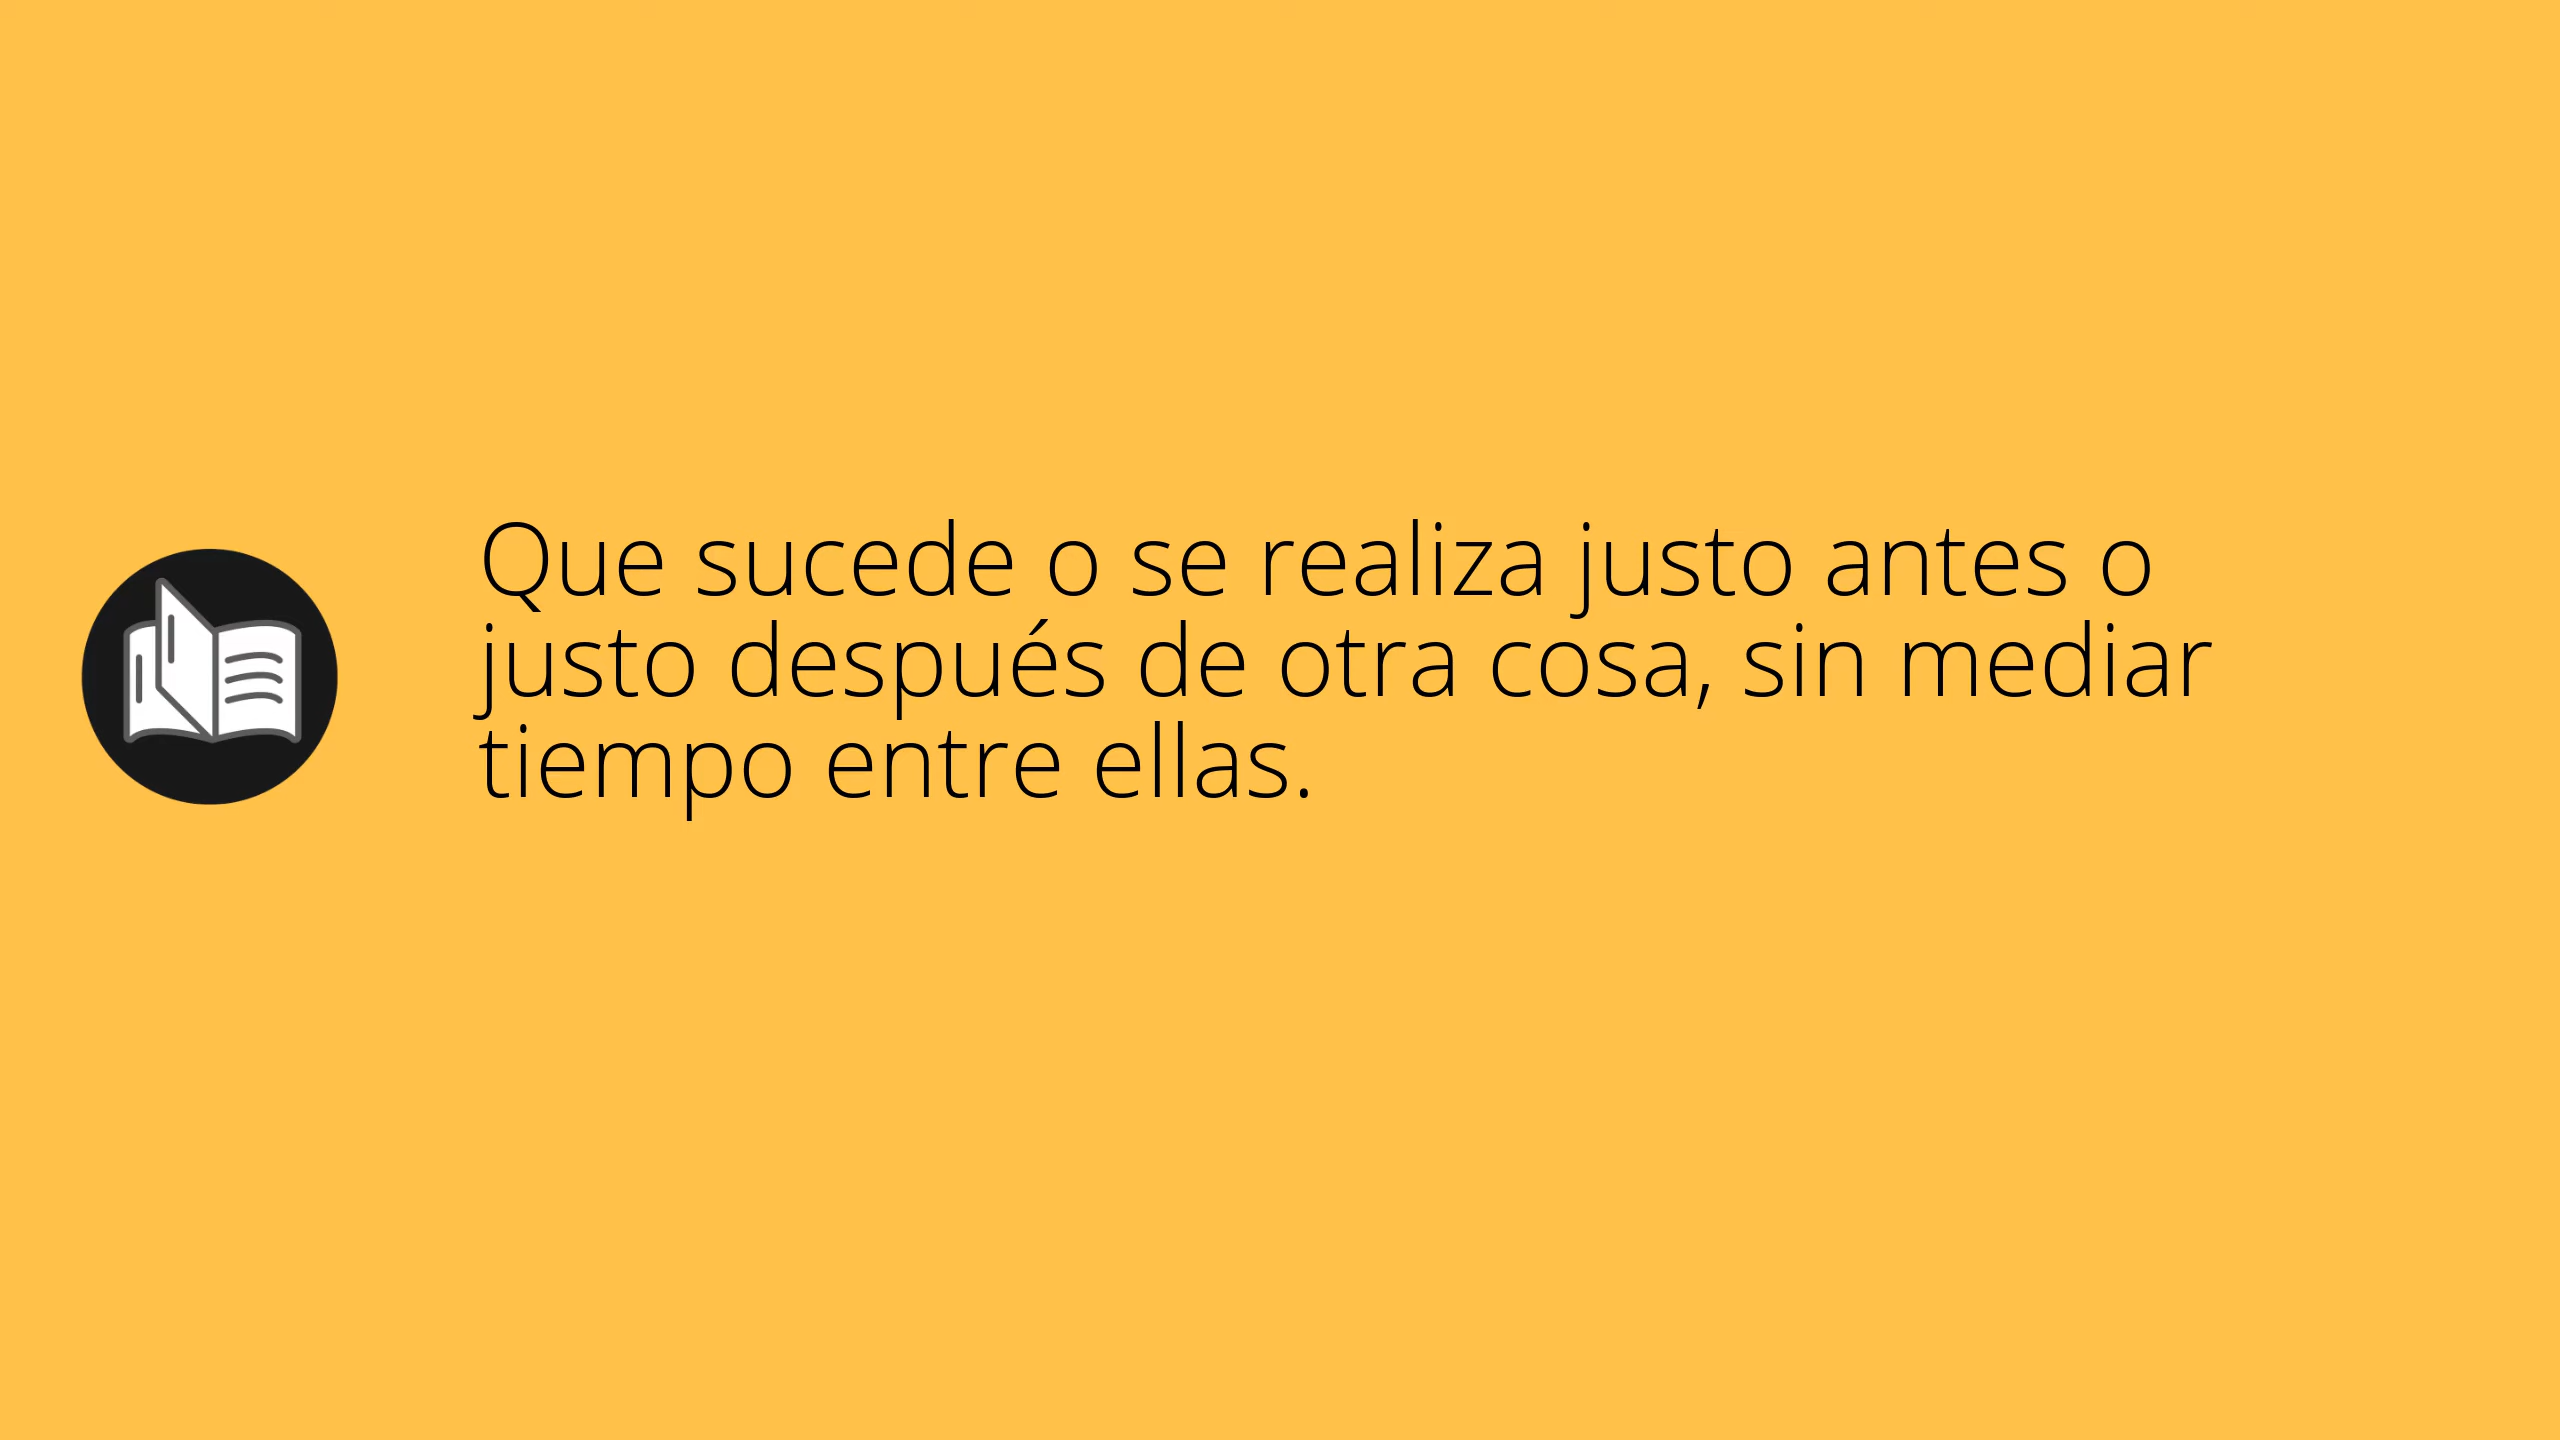 Que sucede o se realiza justo antes o
justo después de otra cosa, sin mediar
tiempo entre ellas.